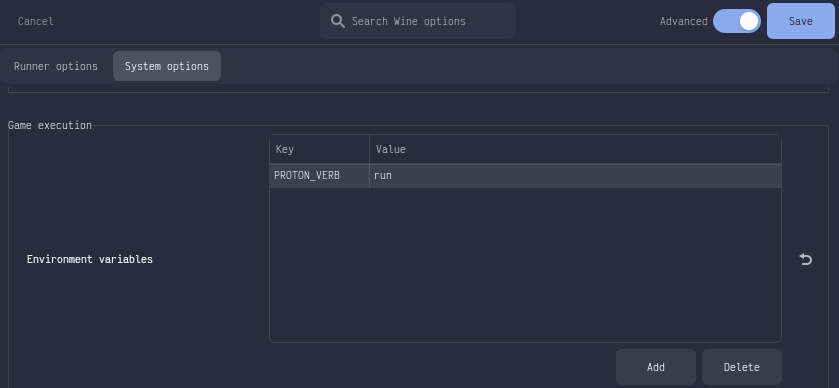 Cancel
Search Wine options
Advanced
Save
Runner options
System options
Game execution
Key Value
PROTON_VERB run
Environment variables
Add
Delete